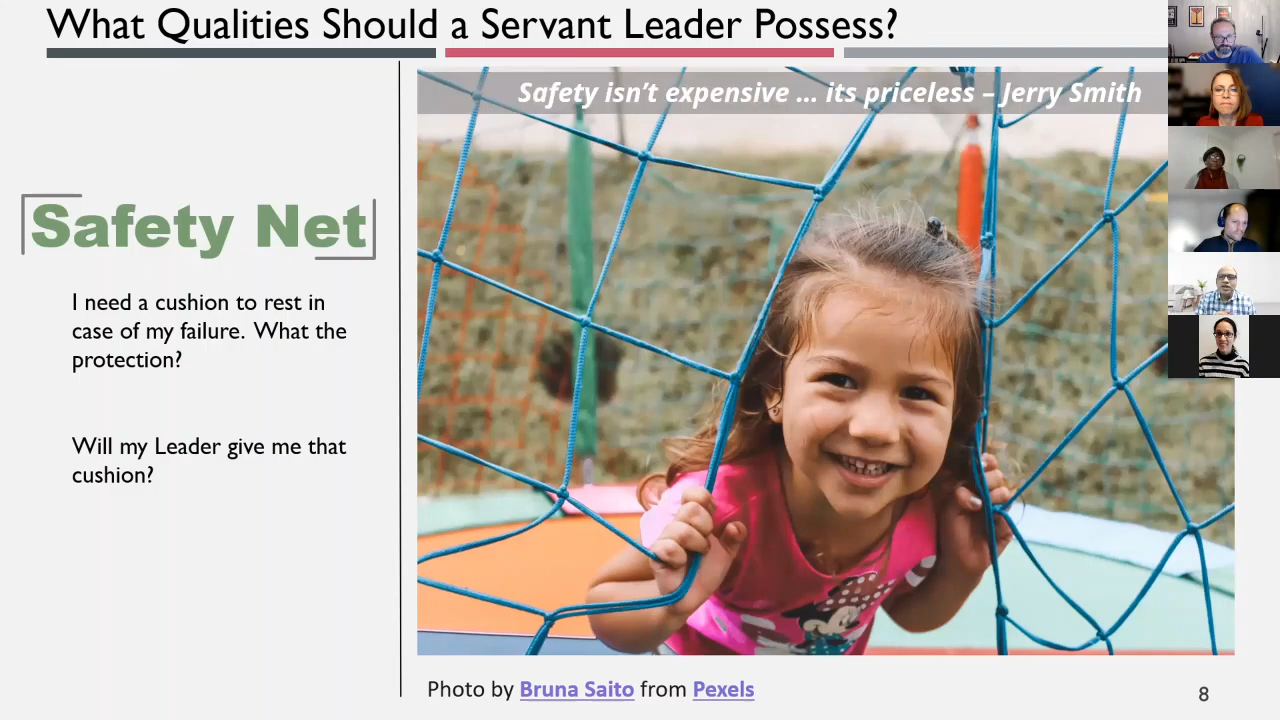 What Qualities Should a Servant Leader Possess?
Safety isn't expensive ... its priceless – Jerry Smith
Safety Net
I need a cushion to rest in
case of my failure. What the
protection?
Will my Leader give me that
cushion?
Photo by Bruna Saito from Pexels
8